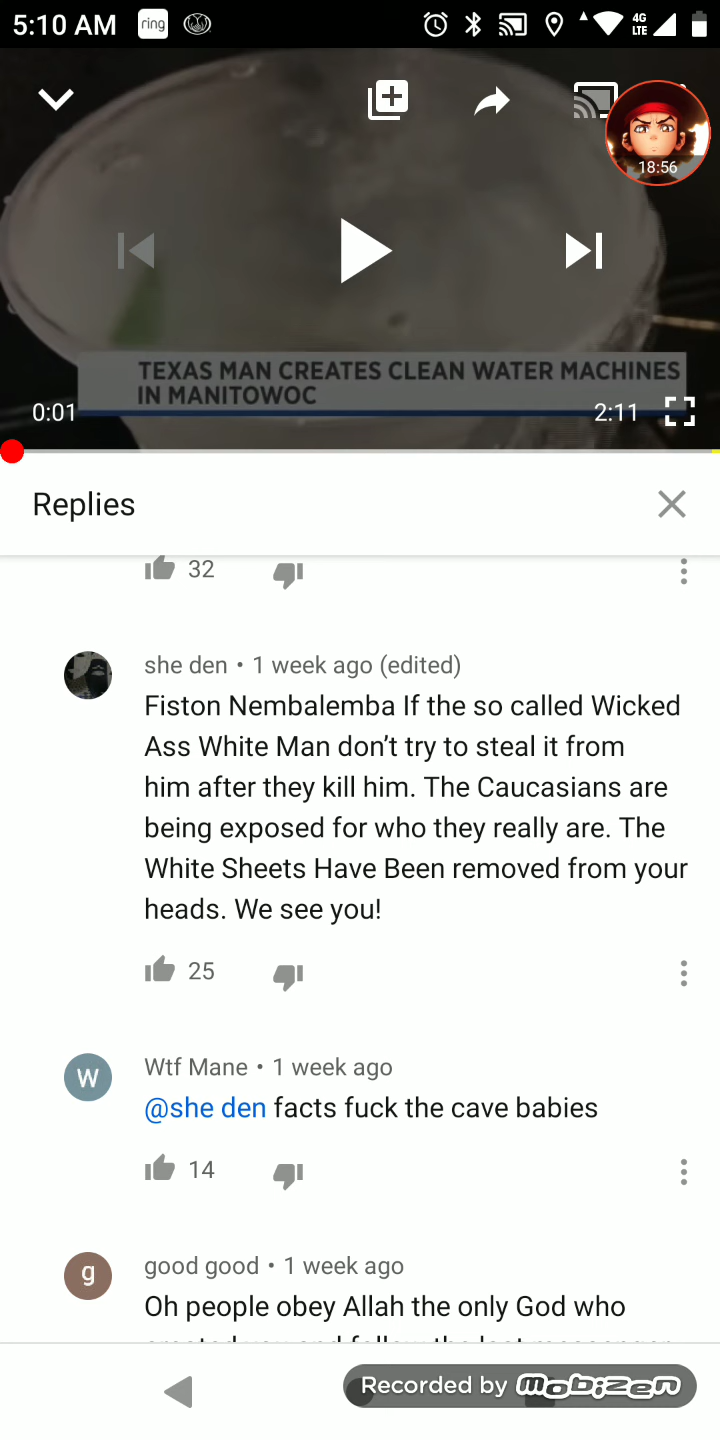 5:10 AM
ring
4G
LTE
18:56
TEXAS MAN CREATES CLEAN WATER MACHINES
IN MANITOWOC
0:01
2:11
Replies
32
she den • 1 week ago (edited)
Fiston Nembalemba If the so called Wicked
Ass White Man don’t try to steal it from
him after they kill him. The Caucasians are
being exposed for who they really are. The
White Sheets Have Been removed from your
heads. We see you!
25
W
Wtf Mane • 1 week ago
@she den facts fuck the cave babies
14
g
good good • 1 week ago
Oh people obey Allah the only God who
Recorded by mobizen